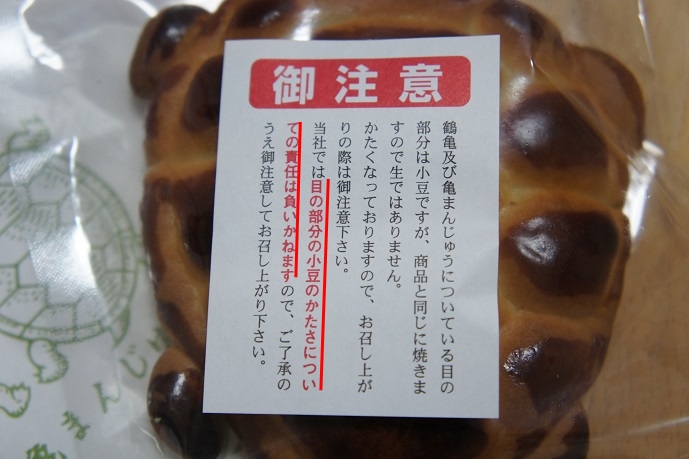 御注意
鶴亀及び亀まんじゅうについている目の
部分は小豆ですが、商品と同じに焼きま
すので生ではありません。
かたくなっておりますので、お召し上が
りの際は御注意下さい。
当社では目の部分の小豆のかたさについ
ての責任は負いかねますので、ご了承の
うえ御注意してお召し上がり下さい。
亀まんじゅ